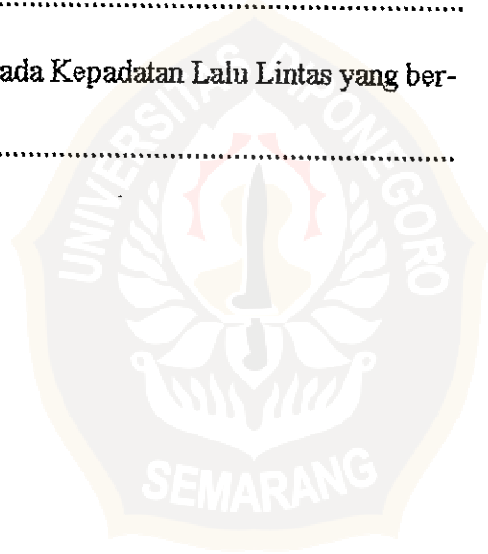 ........................................................................
ada Kepadatan Lalu Lintas yang ber-
........................................................................
UNIVERSITAS DIPONEGORO
SEMARANG